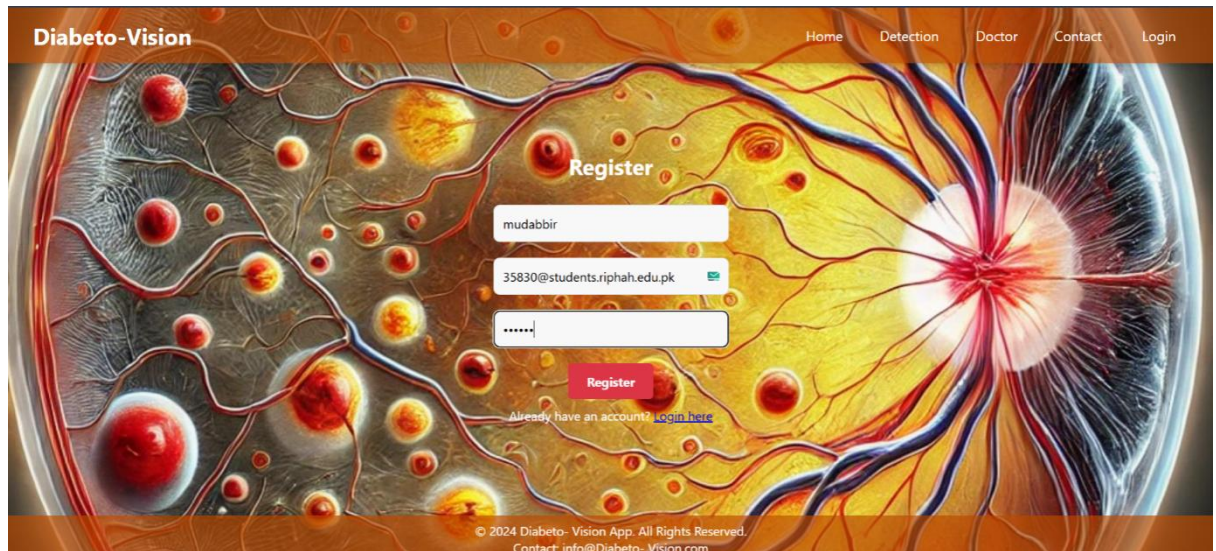 Diabeto-Vision Home Detection Doctor Contact Login
Register
mudabbir
35830@students.riphah.edu.pk
••••••
Register
Already have an account? Login here
© 2024 Diabeto- Vision App. All Rights Reserved.
Contact: info@Diabeto- Vision.com